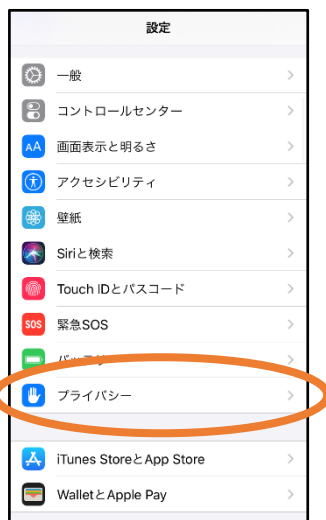 設定
一般
コントロールセンター
AA 画面表示と明るさ
アクセシビリティ
壁紙
Siriと検索
Touch IDとパスコード
SOS 緊急SOS
プライバシー
iTunes StoreとApp Store
WalletとApple Pay